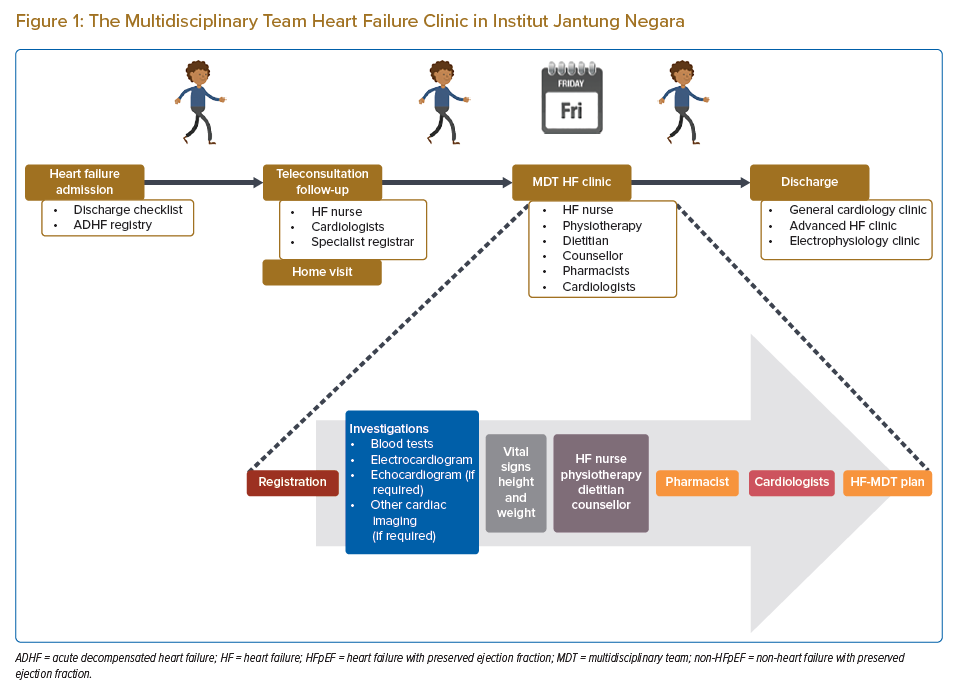 Figure 1: The Multidisciplinary Team Heart Failure Clinic in Institut Jantung Negara
FRIDAY
Fri
Heart failure
admission
• Discharge checklist
• ADHF registry
Teleconsultation
follow-up
• HF nurse
• Cardiologists
• Specialist registrar
Home visit
MDT HF clinic
• HF nurse
• Physiotherapy
• Dietitian
• Counsellor
• Pharmacists
• Cardiologists
Discharge
• General cardiology clinic
• Advanced HF clinic
• Electrophysiology clinic
Registration
Investigations
• Blood tests
• Electrocardiogram
• Echocardiogram (if
required)
• Other cardiac
imaging
(if required)
Vital
signs
height
and
weight
HF nurse
physiotherapy
dietitian
counsellor
Pharmacist
Cardiologists
HF-MDT plan
ADHF = acute decompensated heart failure; HF = heart failure; HFpEF = heart failure with preserved ejection fraction; MDT = multidisciplinary team; non-HFpEF = non-heart failure with preserved
ejection fraction.